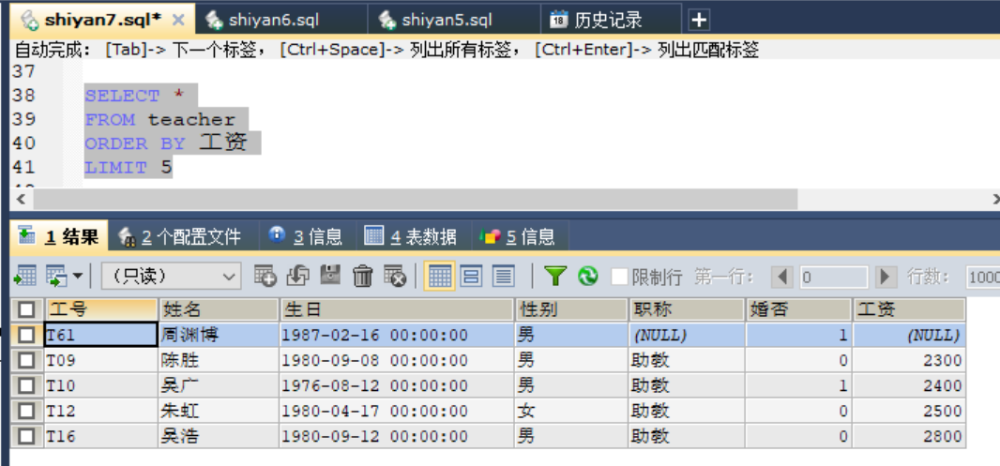 shiyan7.sql* shiyan6.sql shiyan5.sql 历史记录
自动完成: [Tab]-> 下一个标签, [Ctrl+Space]-> 列出所有标签, [Ctrl+Enter]-> 列出匹配标签
37
38 SELECT *
39 FROM teacher
40 ORDER BY 工资
41 LIMIT 5
1 结果 2 个配置文件 3 信息 4 表数据 5 信息
(只读) 限制行 第一行: 0 行数: 1000
工号 姓名 生日 性别 职称 婚否 工资
T61 周渊博 1987-02-16 00:00:00 男 (NULL) 1 (NULL)
T09 陈胜 1980-09-08 00:00:00 男 助教 0 2300
T10 吴广 1976-08-12 00:00:00 男 助教 1 2400
T12 朱虹 1980-04-17 00:00:00 女 助教 0 2500
T16 吴浩 1980-09-12 00:00:00 男 助教 0 2800